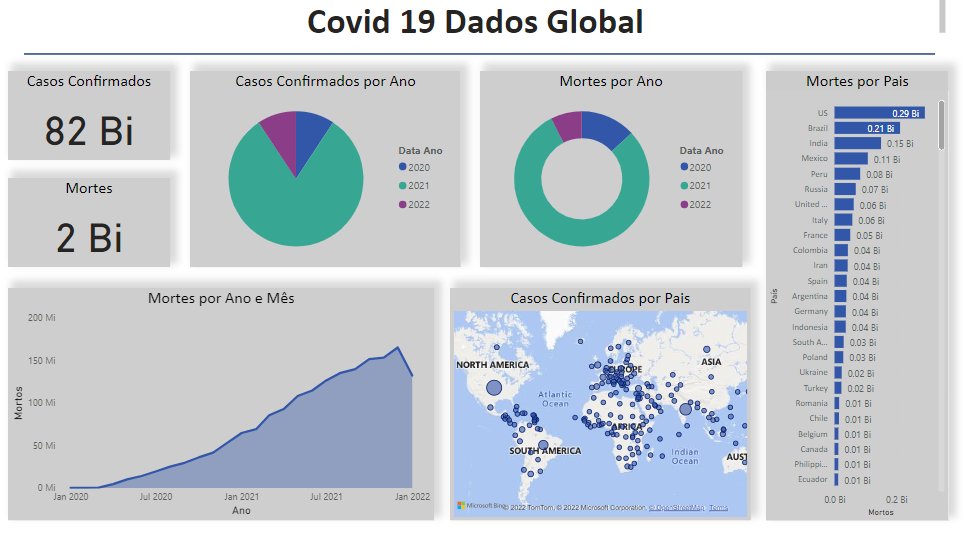 Covid 19 Dados Global
Casos Confirmados
82 Bi
Mortes
2 Bi
Casos Confirmados por Ano
Data Ano
2020
2021
2022
Mortes por Ano
Data Ano
2020
2021
2022
Mortes por Pais
País
US 0.29 Bi
Brazil 0.21 Bi
India 0.15 Bi
Mexico 0.11 Bi
Peru 0.08 Bi
Russia 0.07 Bi
United ... 0.06 Bi
Italy 0.06 Bi
France 0.05 Bi
Colombia 0.04 Bi
Iran 0.04 Bi
Spain 0.04 Bi
Argentina 0.04 Bi
Germany 0.04 Bi
Indonesia 0.04 Bi
South A... 0.03 Bi
Poland 0.03 Bi
Ukraine 0.02 Bi
Turkey 0.02 Bi
Romania 0.01 Bi
Chile 0.01 Bi
Belgium 0.01 Bi
Canada 0.01 Bi
Philippi... 0.01 Bi
Ecuador 0.01 Bi
0.0 Bi 0.2 Bi
Mortos
Mortes por Ano e Mês
Mortos
200 Mi
150 Mi
100 Mi
50 Mi
0 Mi
Jan 2020 Jul 2020 Jan 2021 Jul 2021 Jan 2022
Ano
Casos Confirmados por Pais
NORTH AMERICA
EUROPE
ASIA
Atlantic
Ocean
AFRICA
SOUTH AMERICA
Indian
Ocean
AUST
Microsoft Bing
© 2022 TomTom, © 2022 Microsoft Corporation, © OpenStreetMap Terms